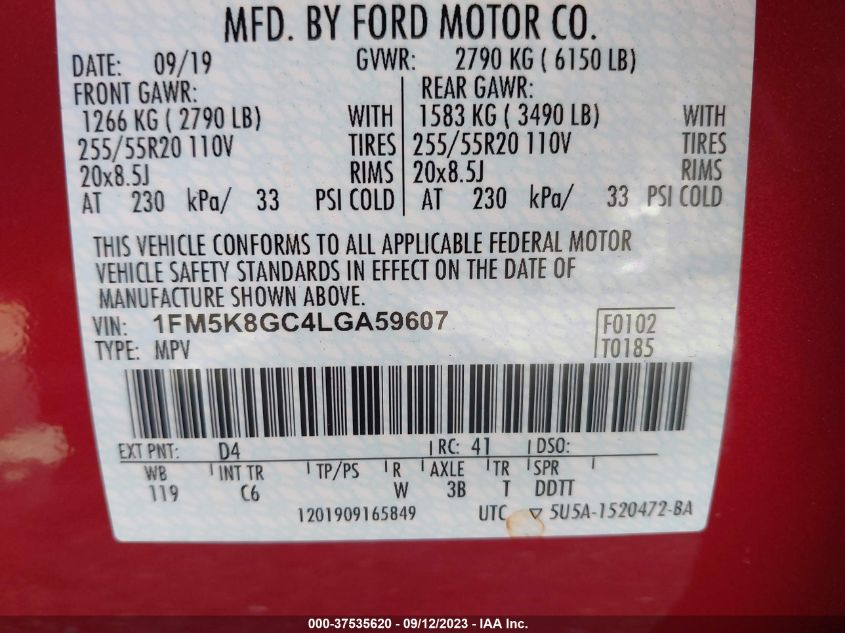 MFD. BY FORD MOTOR CO.
DATE: 09/19 GVWR: 2790 KG ( 6150 LB)
FRONT GAWR: REAR GAWR:
1266 KG ( 2790 LB) WITH 1583 KG ( 3490 LB) WITH
255/55R20 110V TIRES 255/55R20 110V TIRES
20x8.5J RIMS 20x8.5J RIMS
AT 230 kPa/ 33 PSI COLD AT 230 kPa/ 33 PSI COLD
THIS VEHICLE CONFORMS TO ALL APPLICABLE FEDERAL MOTOR
VEHICLE SAFETY STANDARDS IN EFFECT ON THE DATE OF
MANUFACTURE SHOWN ABOVE.
VIN: 1FM5K8GC4LGA59607 F0102
TYPE: MPV T0185
EXT PNT: D4 RC: 41 DSO:
WB INT TR TP/PS R AXLE TR SPR
119 C6 W 3B T DDTT
1201909165849 UTC ▽ 5U5A-1520472-BA
000-37535620 - 09/12/2023 - IAA Inc.